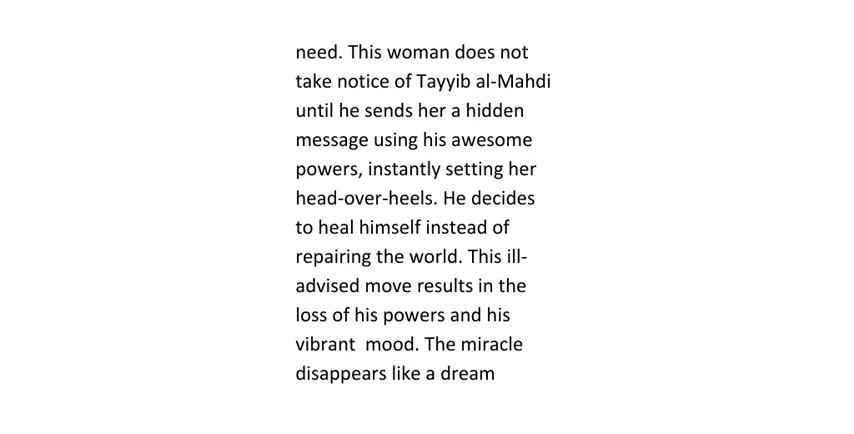 need. This woman does not
take notice of Tayyib al-Mahdi
until he sends her a hidden
message using his awesome
powers, instantly setting her
head-over-heels. He decides
to heal himself instead of
repairing the world. This ill-
advised move results in the
loss of his powers and his
vibrant  mood. The miracle
disappears like a dream